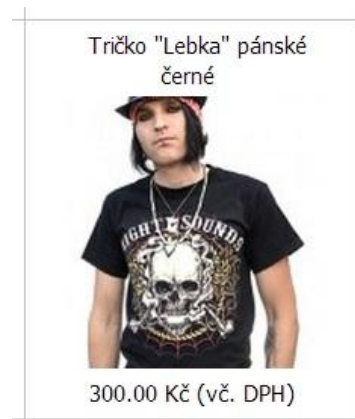 Tričko "Lebka" pánské
černé
SOUNDS
300.00 Kč (vč. DPH)